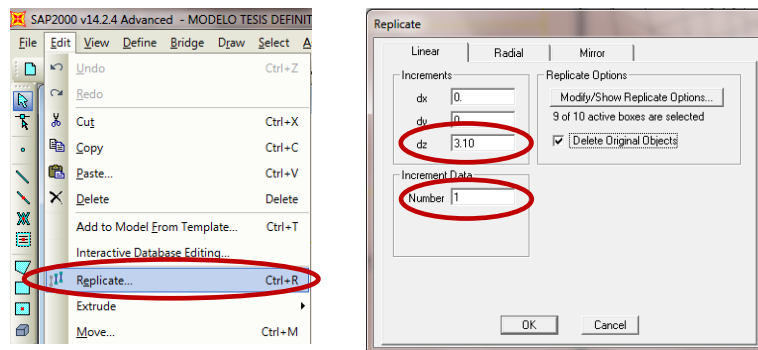 SAP2000 v14.2.4 Advanced - MODELO TESIS DEFINIT
File Edit View Define Bridge Draw Select
Undo Ctrl+Z
Redo
Cut Ctrl+X
Copy Ctrl+C
Paste... Ctrl+V
Delete Delete
Add to Model From Template... Ctrl+T
Interactive Database Editing...
Replicate... Ctrl+R
Extrude
Move... Ctrl+M
Replicate
Linear Radial Mirror
Increments
dx 0.
dy 0.
dz 3.10
Increment Data
Number 1
Replicate Options
Modify/Show Replicate Options...
9 of 10 active boxes are selected
Delete Original Objects
OK Cancel